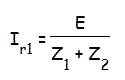 I_r1 = E / (Z_1 + Z_2)